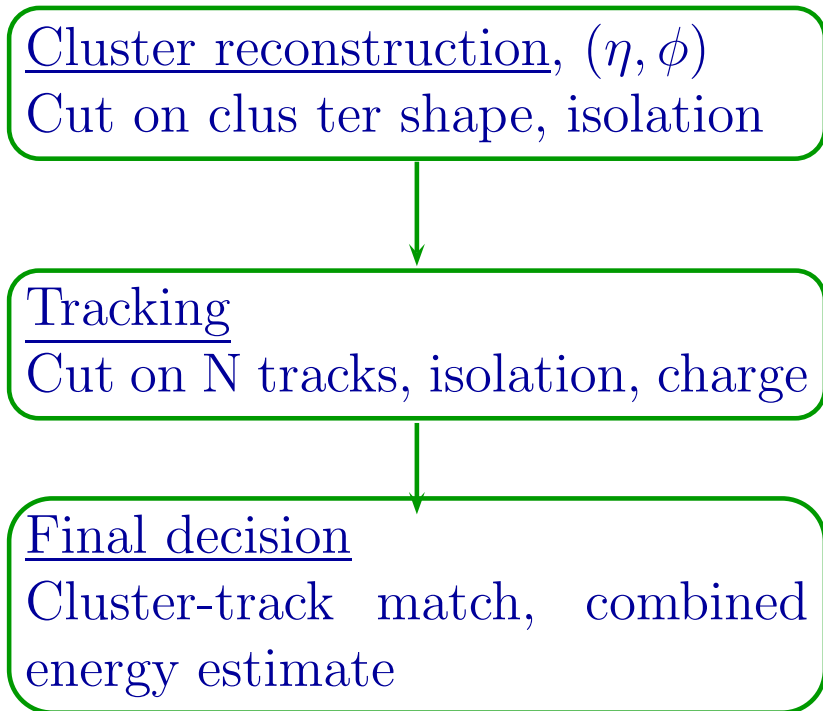 Cluster reconstruction, (η, ϕ)
Cut on clus ter shape, isolation
Tracking
Cut on N tracks, isolation, charge
Final decision
Cluster-track match, combined
energy estimate